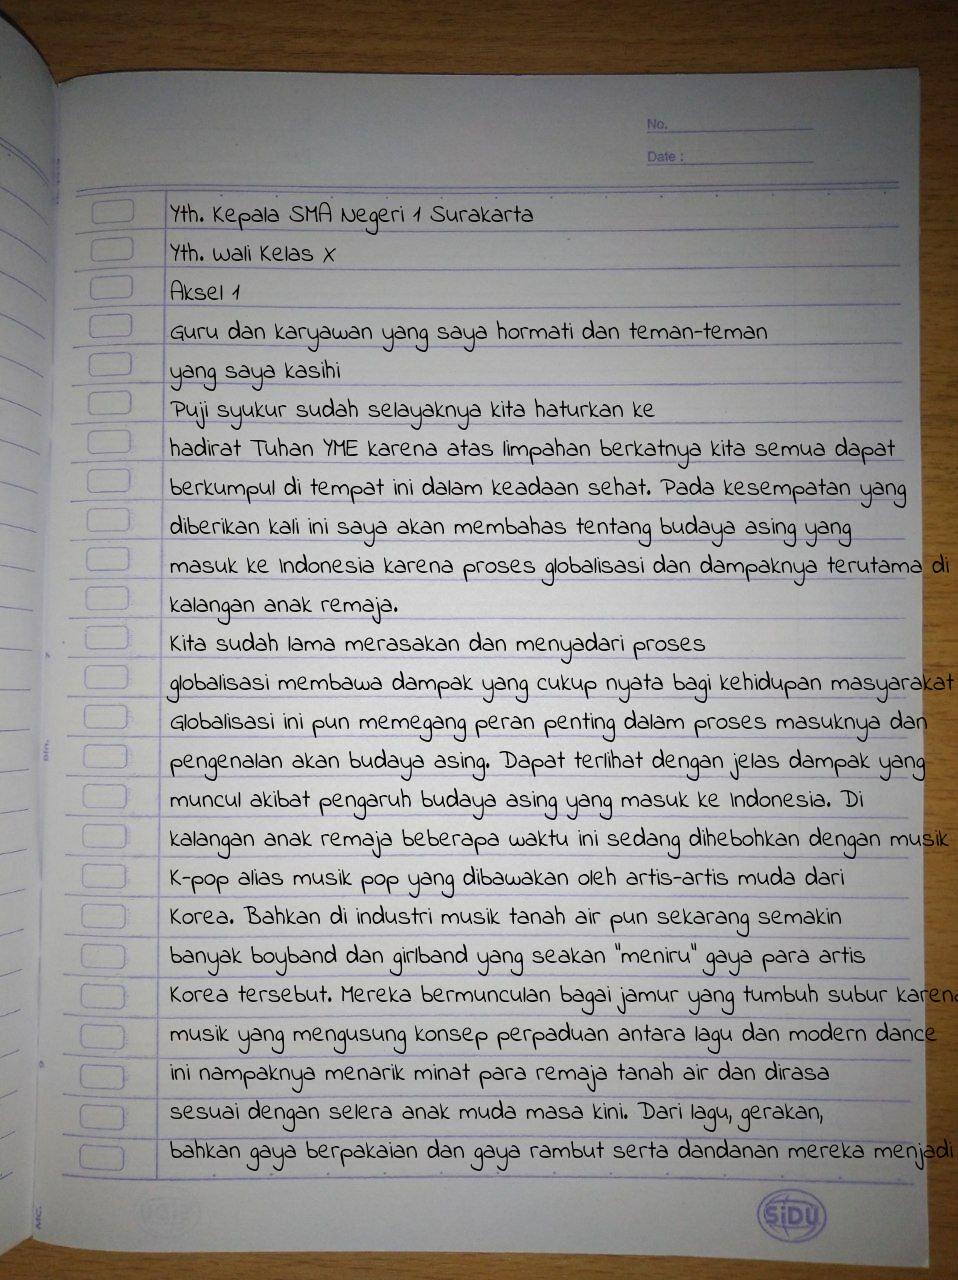 No.
Date :
Yth. Kepala SMA Negeri 1 Surakarta
Yth. Wali Kelas X
Aksel 1
Guru dan karyawan yang saya hormati dan teman-teman
yang saya kasihi
Puji syukur sudah selayaknya kita haturkan ke
hadirat Tuhan YME karena atas limpahan berkatnya kita semua dapat
berkumpul di tempat ini dalam keadaan sehat. Pada kesempatan yang
diberikan kali ini saya akan membahas tentang budaya asing yang
masuk ke Indonesia karena proses globalisasi dan dampaknya terutama di
kalangan anak remaja.
Kita sudah lama merasakan dan menyadari proses
globalisasi membawa dampak yang cukup nyata bagi kehidupan masyarakat
Globalisasi ini pun memegang peran penting dalam proses masuknya dan
pengenalan akan budaya asing. Dapat terlihat dengan jelas dampak yang
muncul akibat pengaruh budaya asing yang masuk ke Indonesia. Di
kalangan anak remaja beberapa waktu ini sedang dihebohkan dengan musik
K-pop alias musik pop yang dibawakan oleh artis-artis muda dari
Korea. Bahkan di industri musik tanah air pun sekarang semakin
banyak boyband dan girlband yang seakan "meniru" gaya para artis
Korea tersebut. Mereka bermunculan bagai jamur yang tumbuh subur karena
musik yang mengusung konsep perpaduan antara lagu dan modern dance
ini nampaknya menarik minat para remaja tanah air dan dirasa
sesuai dengan selera anak muda masa kini. Dari lagu, gerakan,
bahkan gaya berpakaian dan gaya rambut serta dandanan mereka menjadi
SiDU